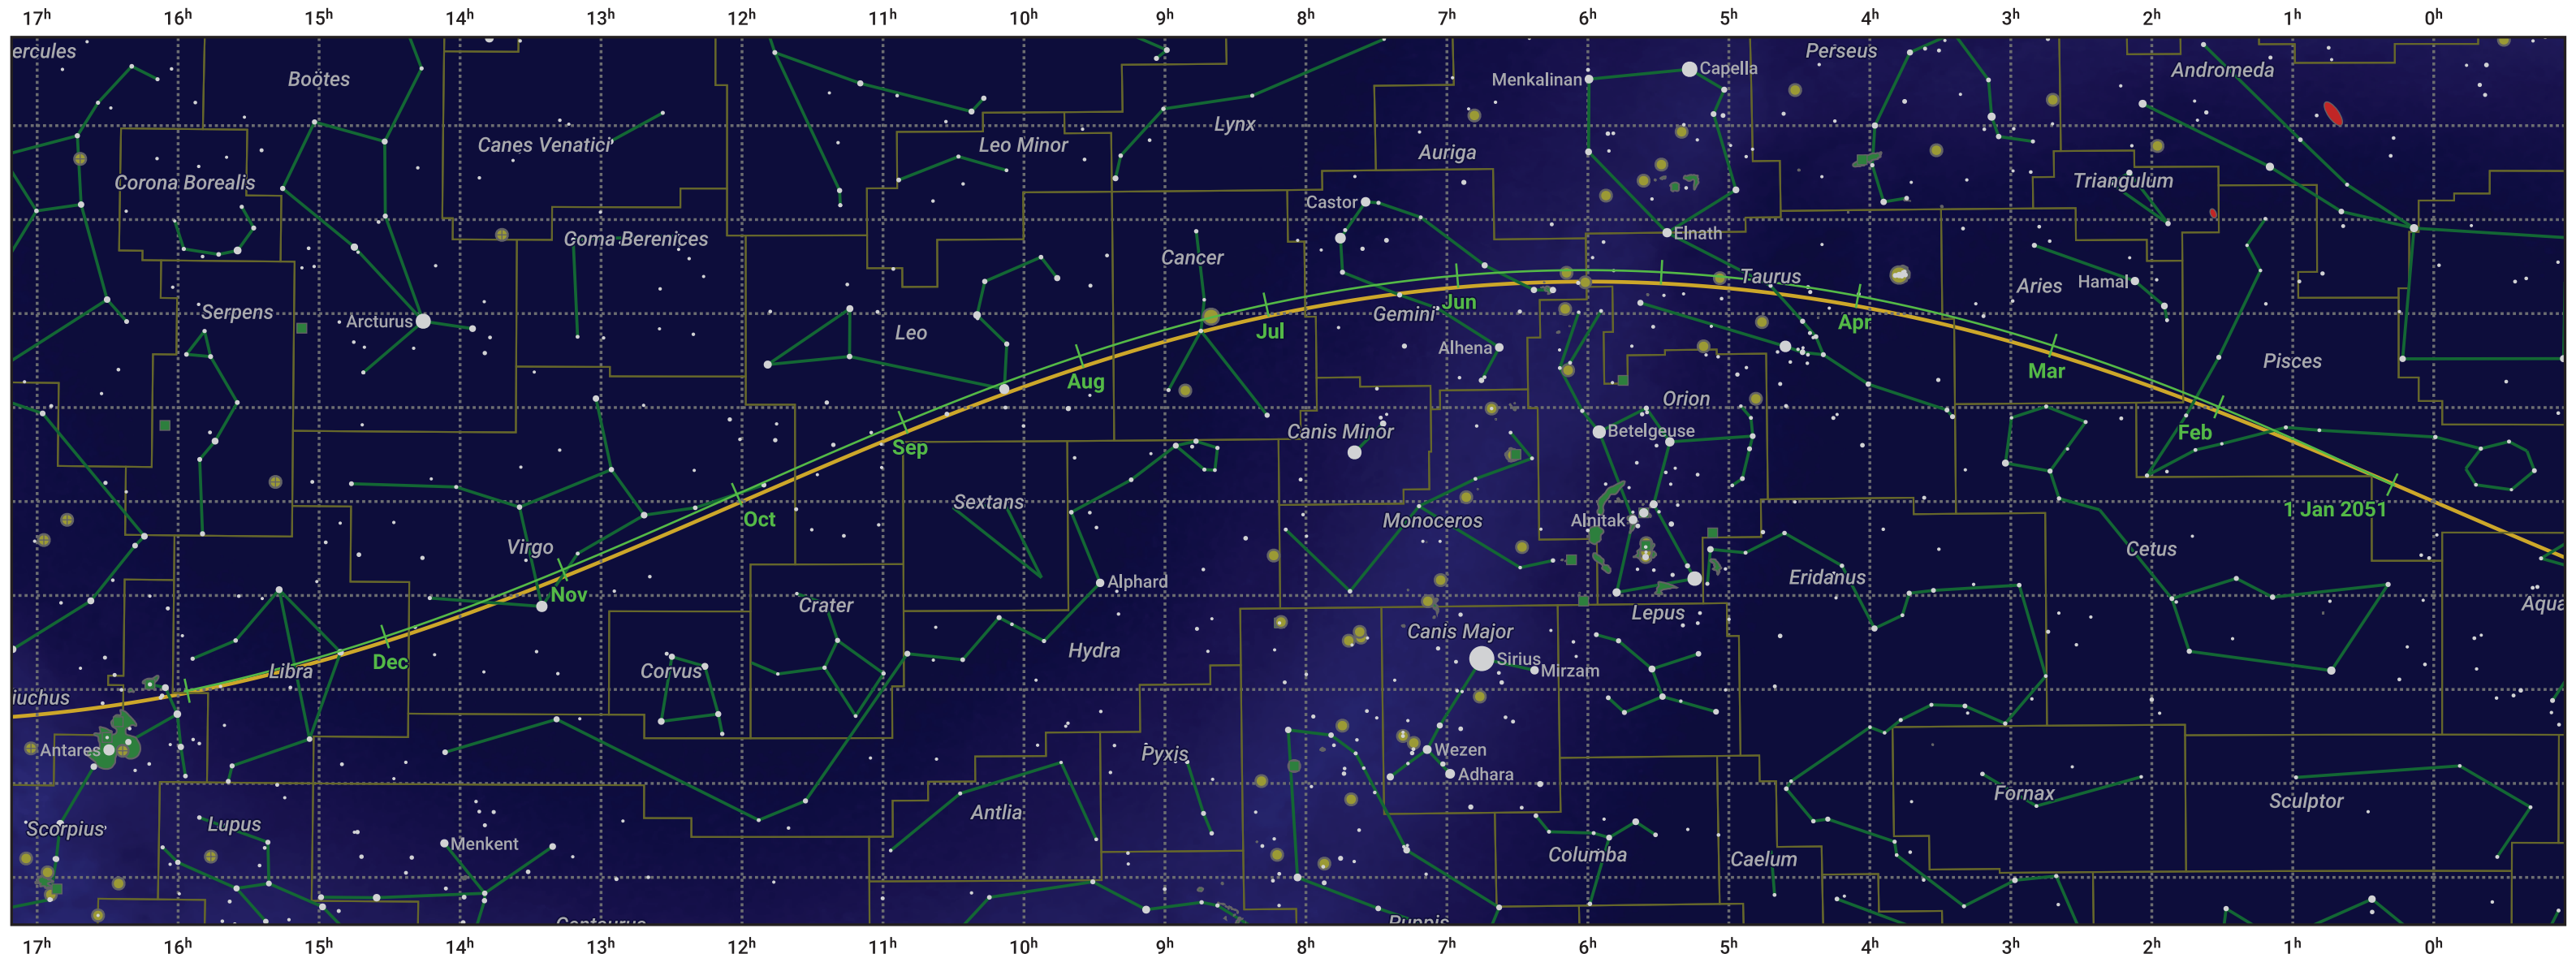 17h 16h 15h 14h 13h 12h 11h 10h 9h 8h 7h 6h 5h 4h 3h 2h 1h 0h
ercules
Boötes
Menkalinan
Capella
Perseus
Andromeda
Canes Venatici
Leo Minor
Lynx
Auriga
Corona Borealis
Triangulum
Castor
Coma Berenices
Elnath
Cancer
Taurus
Aries
Hamal
Serpens
Arcturus
Leo
Jul
Jun
Gemini
Apr
Alhena
Aug
Mar
Pisces
Orion
Canis Minor
Betelgeuse
Feb
Sep
Sextans
Oct
Monoceros
Alnitak
1 Jan 2051
Virgo
Cetus
Alphard
Eridanus
Nov
Crater
Lepus
Aqua
Canis Major
Hydra
Dec
Libra
Corvus
Sirius
Mirzam
iuchus
Antares
Pyxis
Wezen
Adhara
Fornax
Sculptor
Antlia
Scorpius
Lupus
Menkent
Columba
Caelum
Centaurus
Puppis
17h 16h 15h 14h 13h 12h 11h 10h 9h 8h 7h 6h 5h 4h 3h 2h 1h 0h